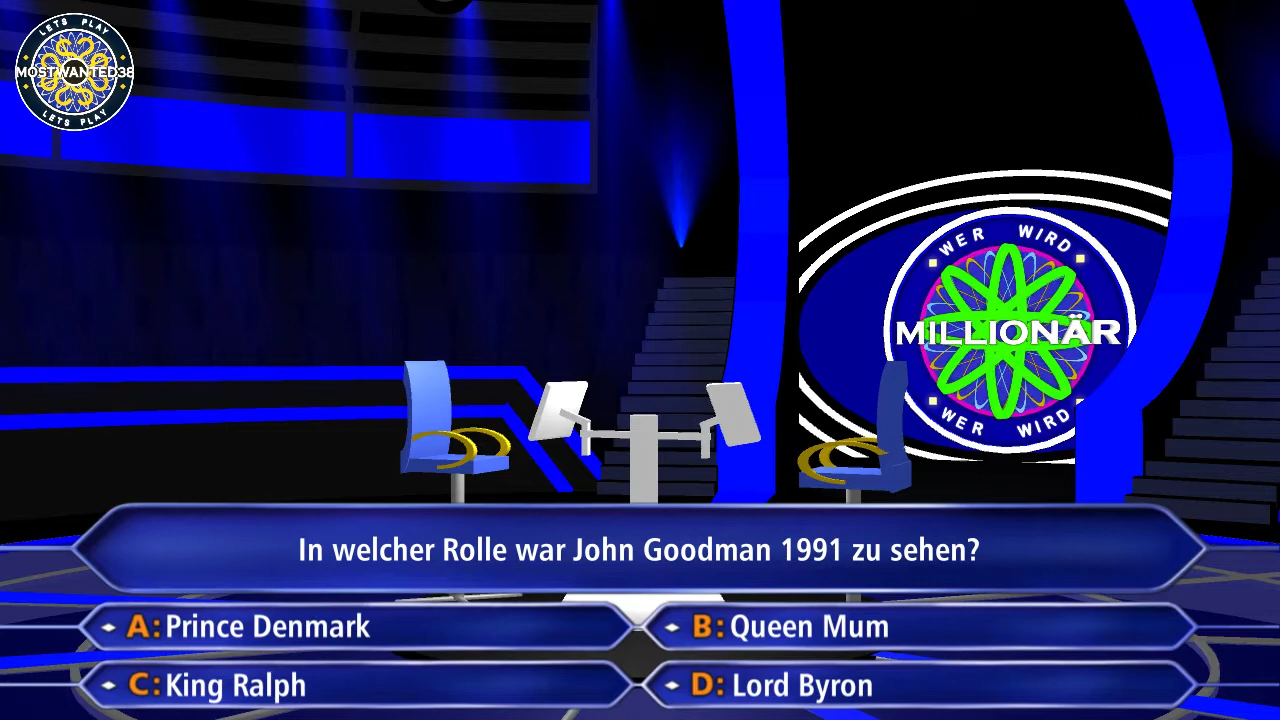 LETS PLAY
MOSTWANTED38
LETS PLAY
WER WIRD
MILLIONÄR
WER WIRD
In welcher Rolle war John Goodman 1991 zu sehen?
A: Prince Denmark
B: Queen Mum
C: King Ralph
D: Lord Byron